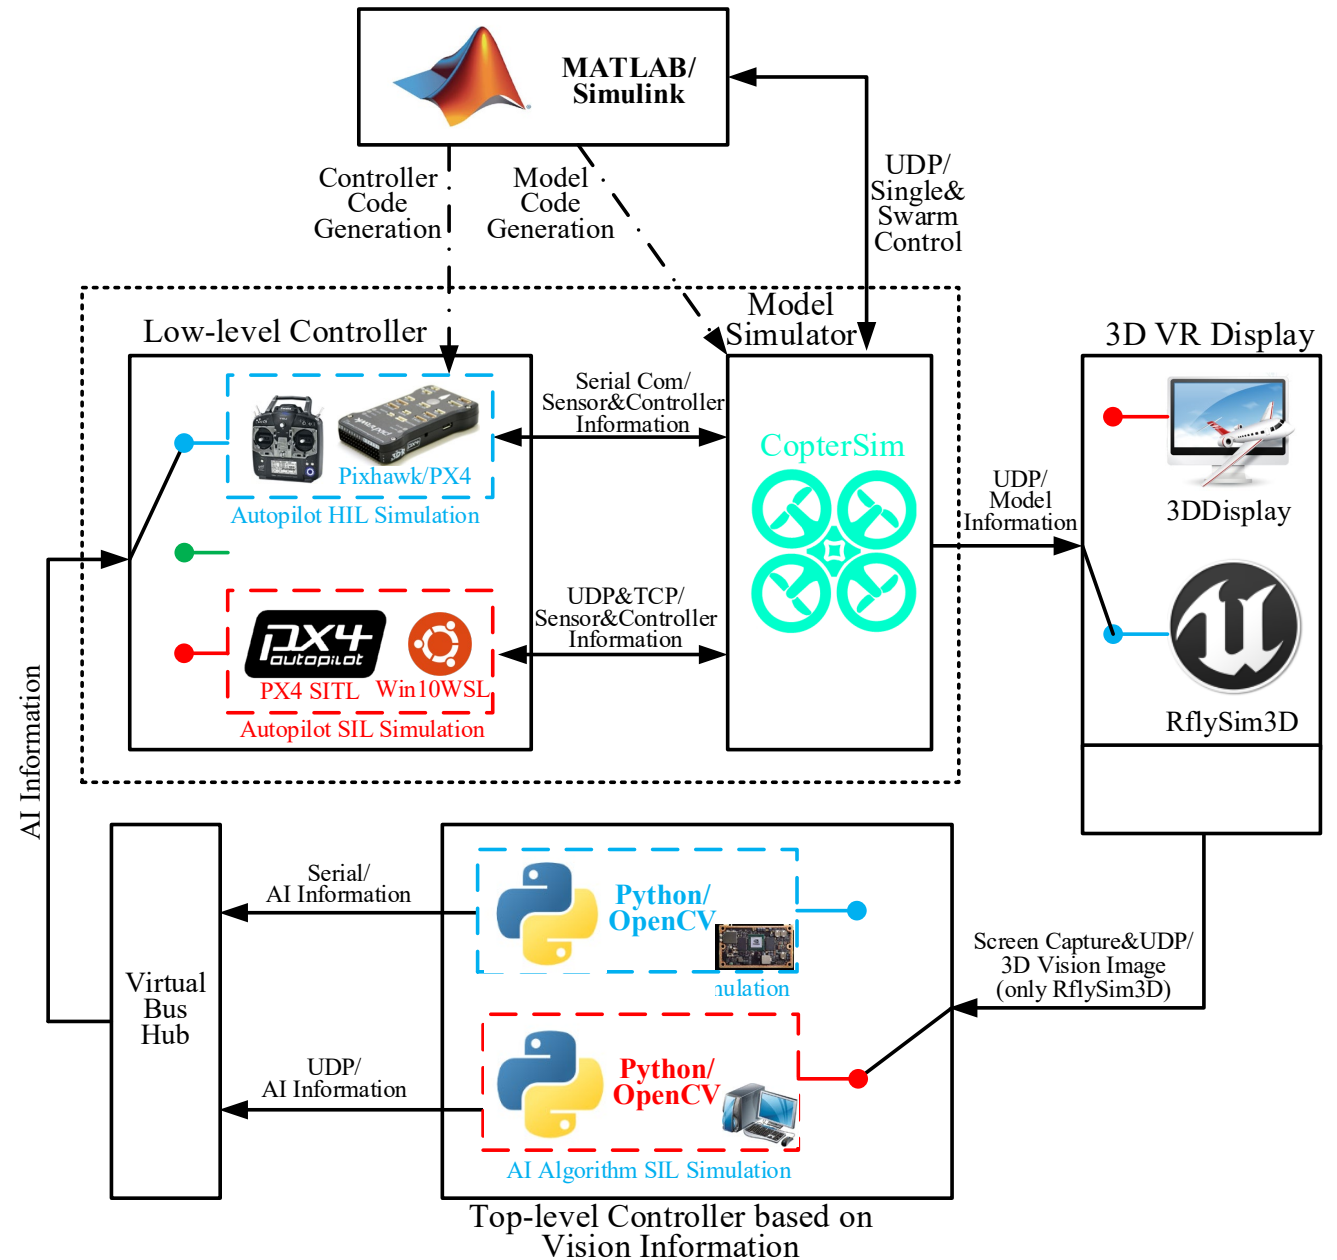 MATLAB/
Simulink
Controller
Code
Generation
Model
Code
Generation
UDP/
Single&
Swarm
Control
Low-level Controller
Model
Simulator
3D VR Display
Serial Com/
Sensor&Controller
Information
Pixhawk/PX4
Autopilot HIL Simulation
CopterSim
UDP/
Model
Information
3DDisplay
UDP&TCP/
Sensor&Controller
Information
px4
autopilot
PX4 SITL
Win10WSL
Autopilot SIL Simulation
RflySim3D
AI Information
Virtual
Bus
Hub
Serial/
AI Information
UDP/
AI Information
Python/
OpenCV
nulation
Python/
OpenCV
AI Algorithm SIL Simulation
Screen Capture&UDP/
3D Vision Image
(only RflySim3D)
Top-level Controller based on
Vision Information